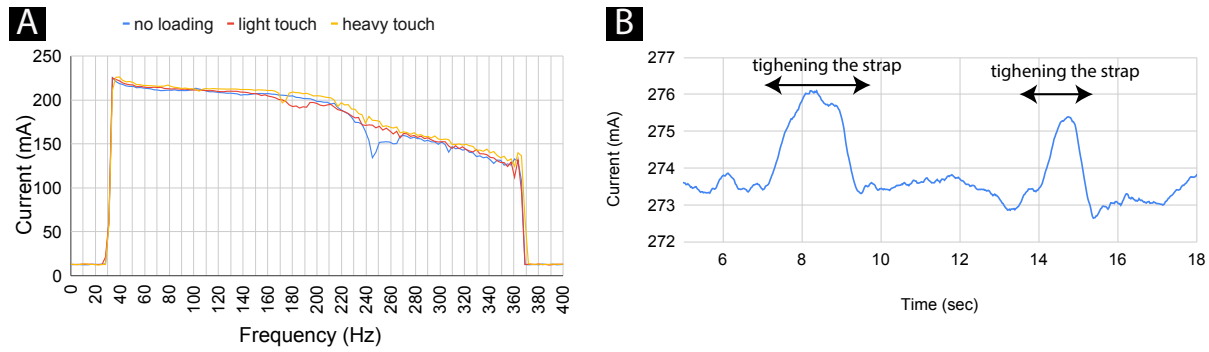 A
no loading light touch heavy touch
Current (mA)
250
200
150
100
50
0
0 20 40 60 80 100 120 140 160 180 200 220 240 260 280 300 320 340 360 380 400
Frequency (Hz)
B
Current (mA)
277
276
275
274
273
272
tighening the strap
tighening the strap
6 8 10 12 14 16 18
Time (sec)